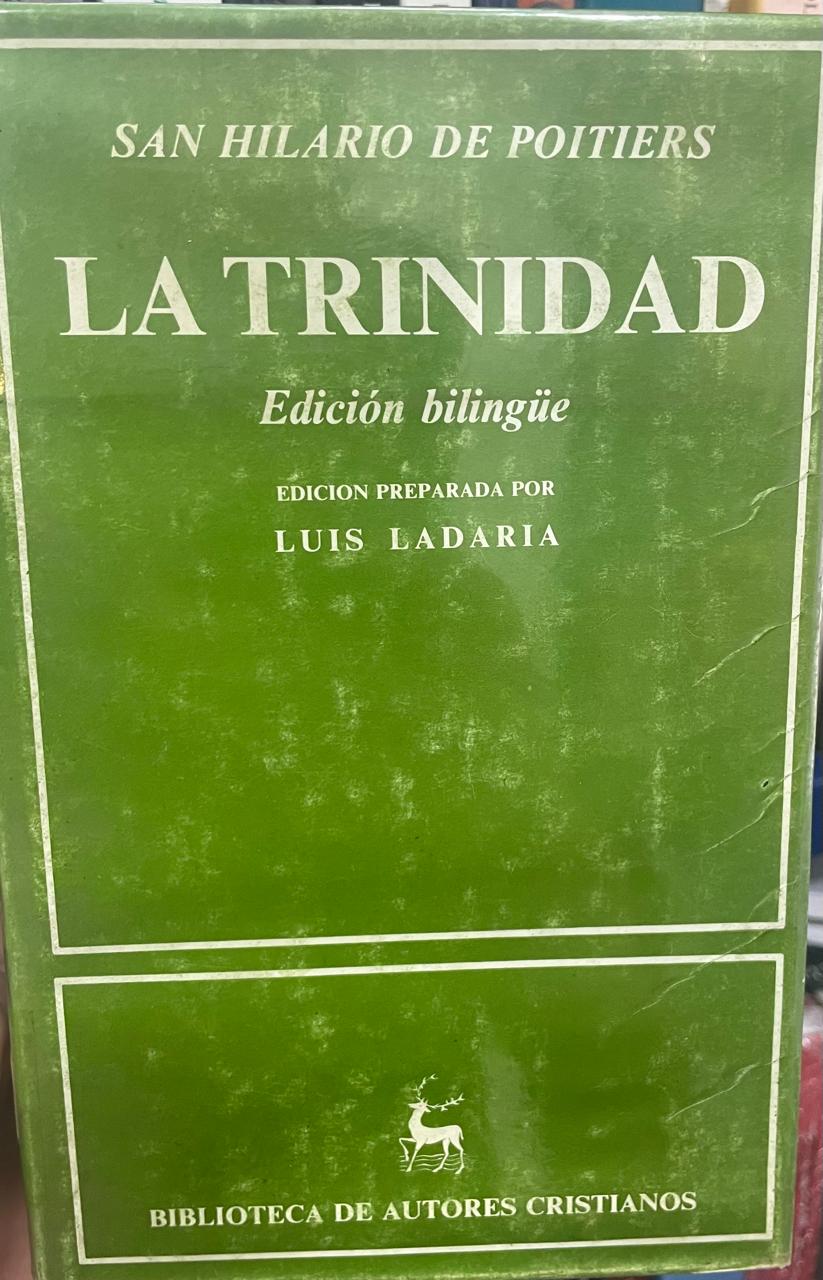 SAN HILARIO DE POITIERS
LA TRINIDAD
Edición bilingüe
EDICION PREPARADA POR
LUIS LADARIA
BIBLIOTECA DE AUTORES CRISTIANOS